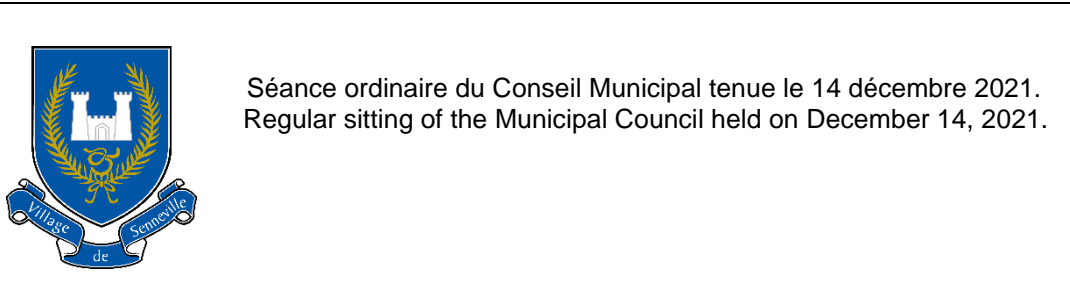 Séance ordinaire du Conseil Municipal tenue le 14 décembre 2021.
Regular sitting of the Municipal Council held on December 14, 2021.
Village de Senneville